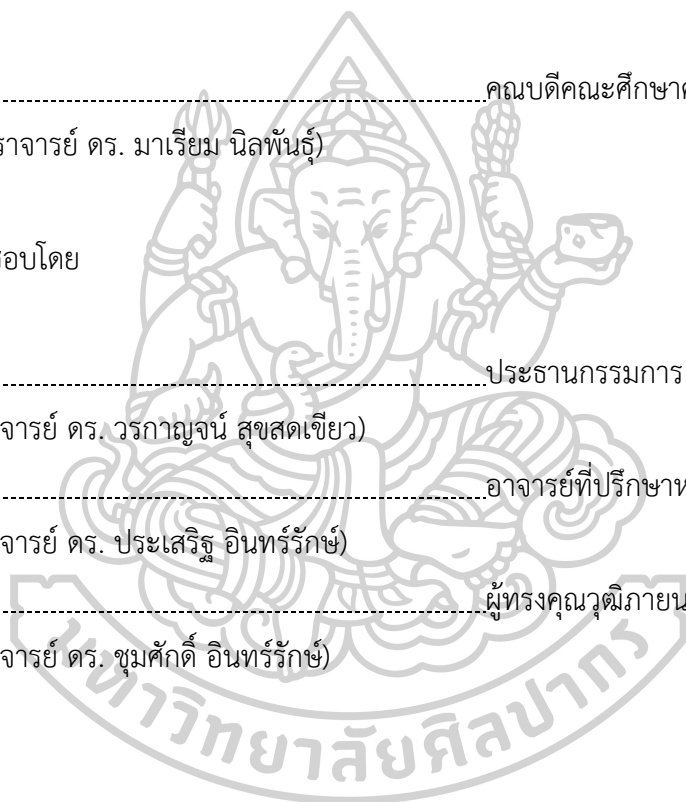 คณบดีคณะศึกษาศ
ราจารย์ ดร. มาเรียม นิลพันธุ์)
อบโดย
ประธานกรรมการ
จารย์ ดร. วรกาญจน์ สุขสดเขียว)
อาจารย์ที่ปรึกษาห
จารย์ ดร. ประเสริฐ อินทร์รักษ์)
ผู้ทรงคุณวุฒิภายน
จารย์ ดร. ชุมศักดิ์ อินทร์รักษ์)
มหาวิทยาลัยศิลปากร